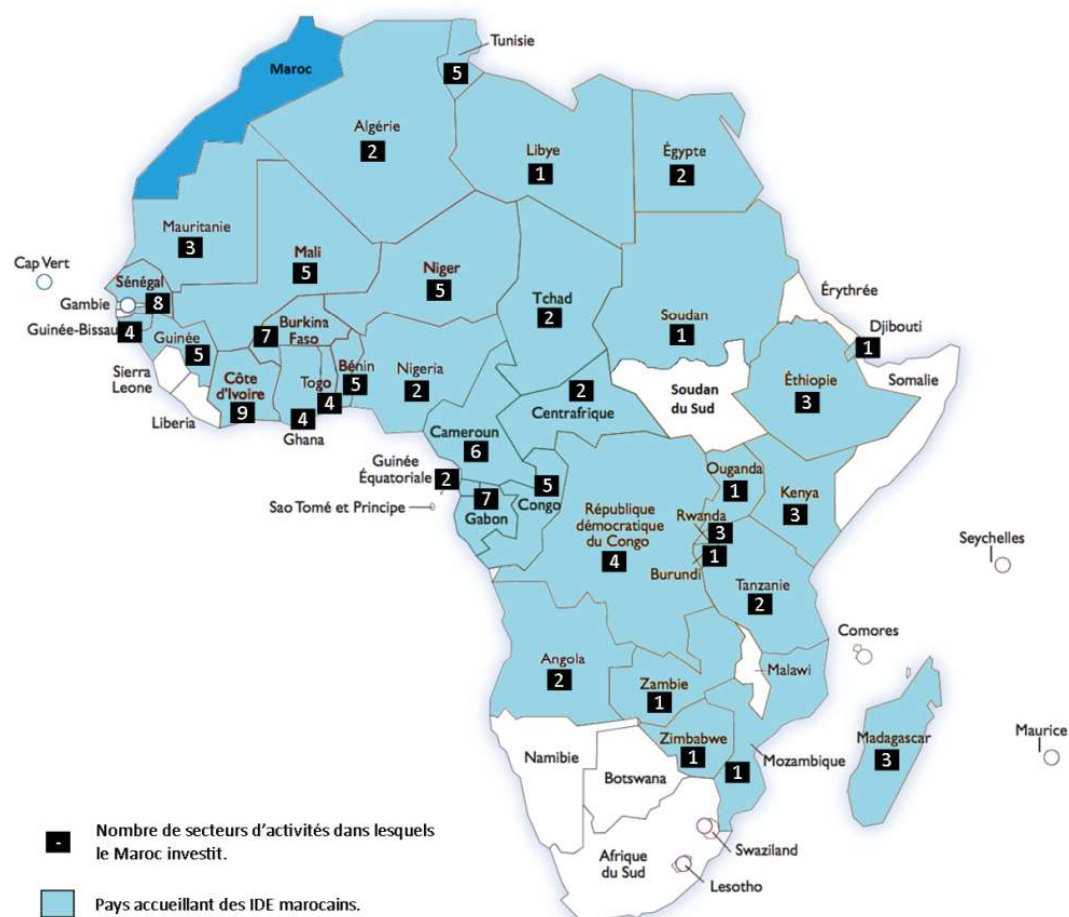 Maroc
Tunisie
5
Algérie
2
Libye
1
Égypte
2
Mauritanie
3
Mali
5
Niger
5
Tchad
2
Soudan
1
Érythrée
Djibouti
1
Cap Vert
Sénégal
8
Gambie
Guinée-Bissau
4
Guinée
5
Burkina
Faso
7
Sierra
Leone
Liberia
Côte
d'Ivoire
9
Ghana
4
Togo
4
Bénin
5
Nigeria
2
2
Centrafrique
Soudan
du Sud
Éthiopie
3
Somalie
Cameroun
6
Guinée
Équatoriale
2
Sao Tomé et Principe
7
Gabon
5
Congo
République
démocratique
du Congo
4
Ouganda
1
Kenya
3
Rwanda
3
Burundi
1
Tanzanie
2
Seychelles
Comores
Angola
2
Zambie
1
Malawi
Zimbabwe
1
1
Mozambique
Madagascar
3
Maurice
Namibie
Botswana
Swaziland
Afrique
du Sud
Lesotho
- Nombre de secteurs d'activités dans lesquels
le Maroc investit.
Pays accueillant des IDE marocains.